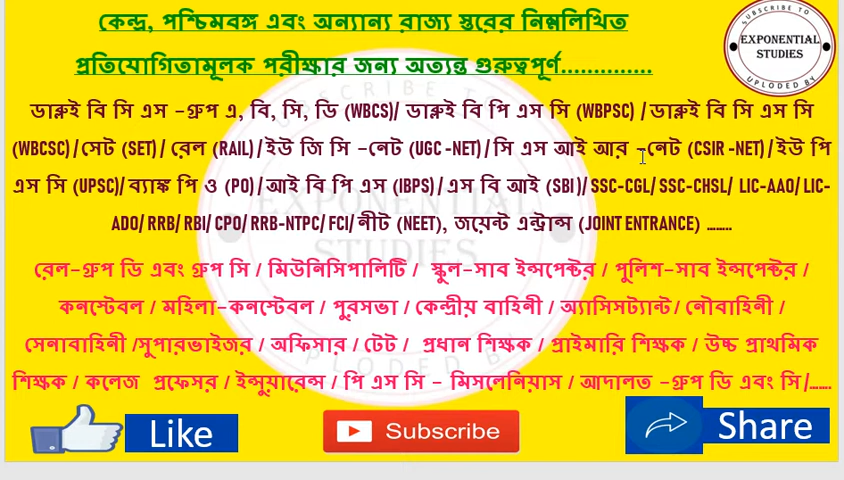 কেন্দ্র, পশ্চিমবঙ্গ এবং অন্যান্য রাজ্য স্তরের নিম্নলিখিত
প্রতিযোগিতামূলক পরীক্ষার জন্য অত্যন্ত গুরুত্বপূর্ণ..............
SUBSCRIBE TO
EXPONENTIAL
STUDIES
UPLODED BY
ডাব্লুই বি সি এস -গ্রুপ এ, বি, সি, ডি (WBCS)/ ডাব্লুই বি পি এস সি (WBPSC) /ডাব্লুই বি সি এস সি
(WBCSC)/সেট (SET)/ রেল (RAIL)/ইউ জি সি -নেট (UGC -NET)/সি এস আই আর -নেট (CSIR -NET)/ইউ পি
এস সি (UPSC)/ব্যাঙ্ক পি ও (PO)/আই বি পি এস (IBPS)/এস বি আই (SBI)/SSC-CGL/ SSC-CHSL/ LIC-AAO/LIC-
ADO/ RRB/ RBI/ CPO/ RRB-NTPC/ FCI/ নীট (NEET), জয়েন্ট এন্ট্রান্স (JOINT ENTRANCE) ........
রেল-গ্রুপ ডি এবং গ্রুপ সি / মিউনিসিপালিটি / স্কুল-সাব ইন্সপেক্টর / পুলিশ-সাব ইন্সপেক্টর /
কনস্টেবল / মহিলা-কনস্টেবল / পুরসভা / কেন্দ্রীয় বাহিনী / অ্যাসিসট্যান্ট/ নৌবাহিনী /
সেনাবাহিনী /সুপারভাইজর / অফিসার / টেট / প্রধান শিক্ষক / প্রাইমারি শিক্ষক / উচ্চ প্রাথমিক
শিক্ষক / কলেজ প্রফেসর / ইন্সুয়ারেন্স / পি এস সি - মিসলেনিয়াস / আদালত -গ্রুপ ডি এবং সি/.......
Like
Subscribe
Share